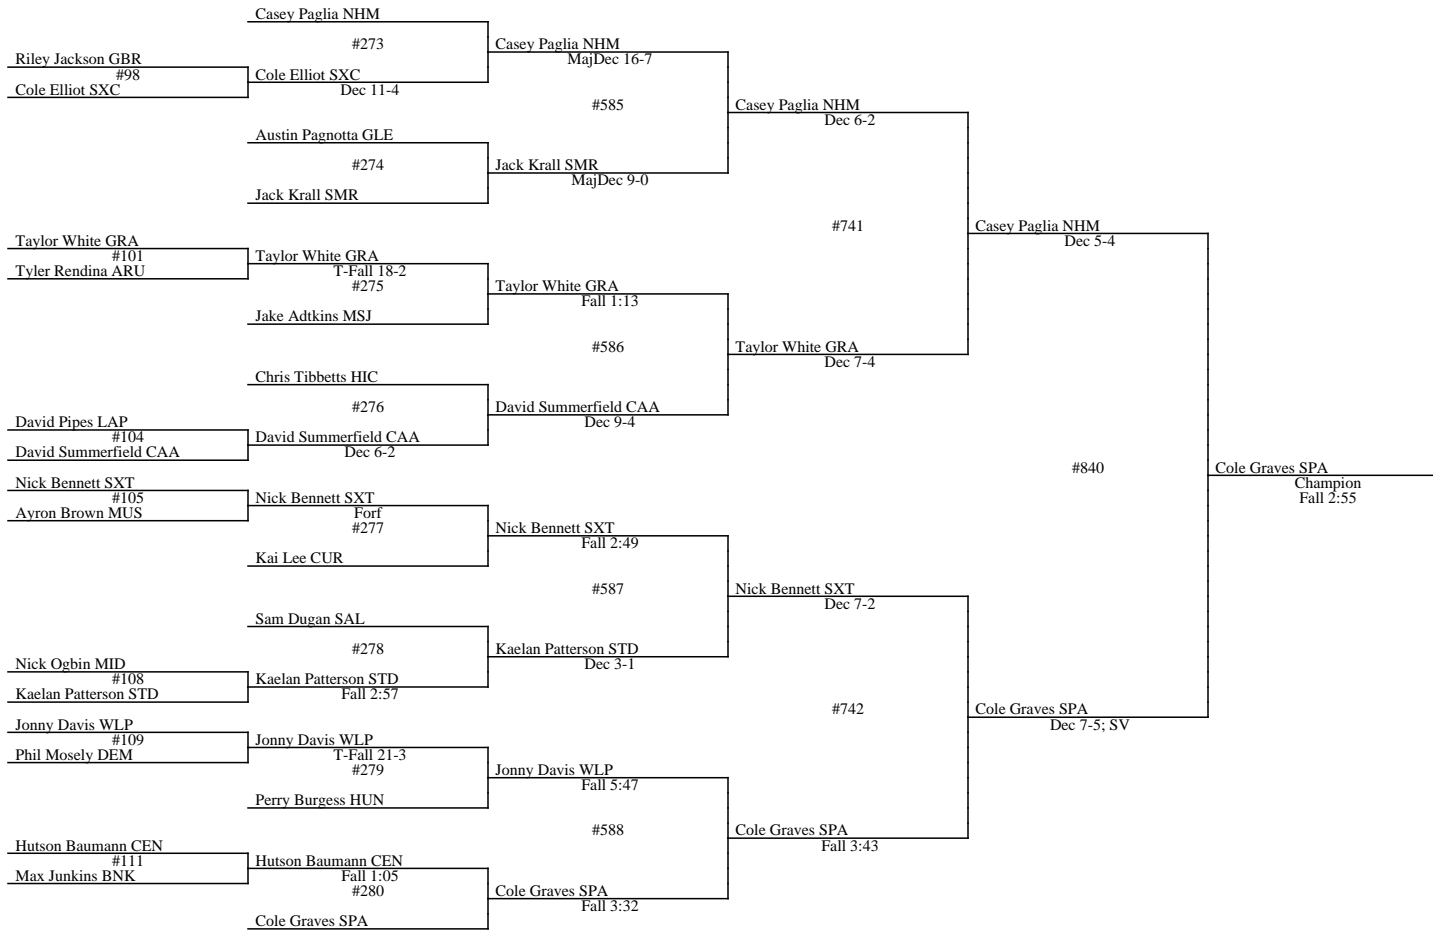 Casey Paglia NHM
#273
Casey Paglia NHM
MajDec 16-7
Riley Jackson GBR
#98
Cole Elliot SXC
Cole Elliot SXC
Dec 11-4
#585
Casey Paglia NHM
Dec 6-2
Austin Pagnotta GLE
#274
Jack Krall SMR
MajDec 9-0
Jack Krall SMR
#741
Casey Paglia NHM
Dec 5-4
Taylor White GRA
#101
Tyler Rendina ARU
Taylor White GRA
T-Fall 18-2
#275
Taylor White GRA
Fall 1:13
Jake Adtkins MSJ
#586
Taylor White GRA
Dec 7-4
Chris Tibbetts HIC
#276
David Summerfield CAA
Dec 9-4
David Pipes LAP
#104
David Summerfield CAA
David Summerfield CAA
Dec 6-2
#840
Cole Graves SPA
Champion
Fall 2:55
Nick Bennett SXT
#105
Ayron Brown MUS
Nick Bennett SXT
Forf
#277
Nick Bennett SXT
Fall 2:49
Kai Lee CUR
#587
Nick Bennett SXT
Dec 7-2
Sam Dugan SAL
#278
Kaelan Patterson STD
Dec 3-1
Nick Ogbin MID
#108
Kaelan Patterson STD
Kaelan Patterson STD
Fall 2:57
#742
Cole Graves SPA
Dec 7-5; SV
Jonny Davis WLP
#109
Phil Mosely DEM
Jonny Davis WLP
T-Fall 21-3
#279
Jonny Davis WLP
Fall 5:47
Perry Burgess HUN
#588
Cole Graves SPA
Fall 3:43
Hutson Baumann CEN
#111
Max Junkins BNK
Hutson Baumann CEN
Fall 1:05
#280
Cole Graves SPA
Fall 3:32
Cole Graves SPA